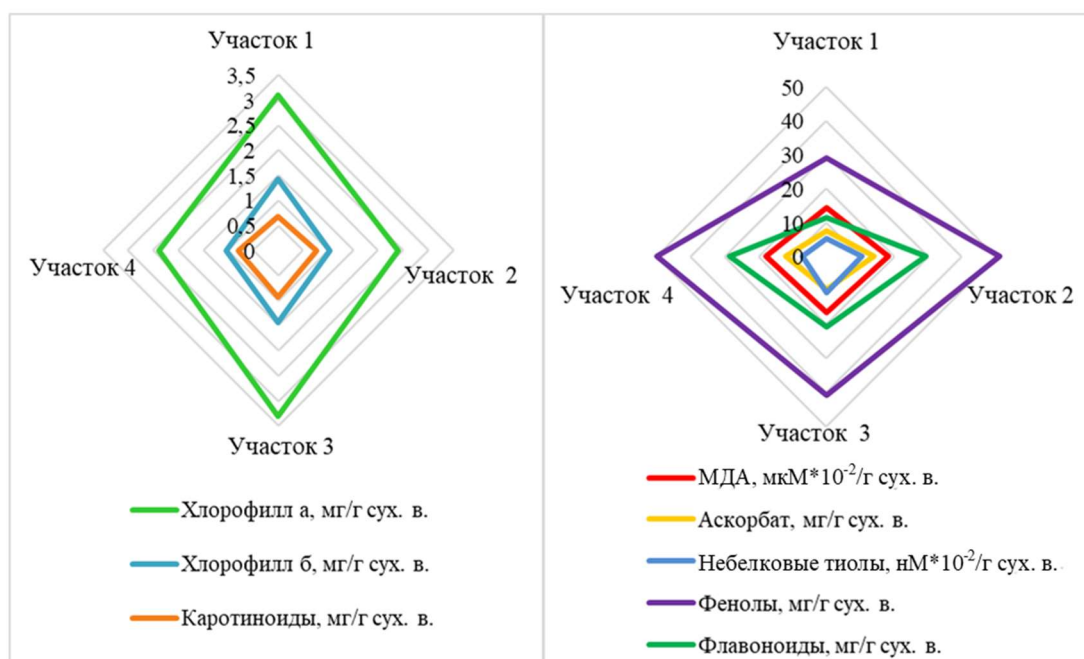 Участок 1
3,5
3
2,5
2
1,5
1
0,5
0
Участок 4
Участок 2
Участок 3
Хлорофилл а, мг/г сух. в.
Хлорофилл б, мг/г сух. в.
Каротиноиды, мг/г сух. в.
Участок 1
50
40
30
20
10
0
Участок 4
Участок 2
Участок 3
МДА, мкМ*10⁻²/г сух. в.
Аскорбат, мг/г сух. в.
Небелковые тиолы, нМ*10⁻²/г сух. в.
Фенолы, мг/г сух. в.
Флавоноиды, мг/г сух. в.